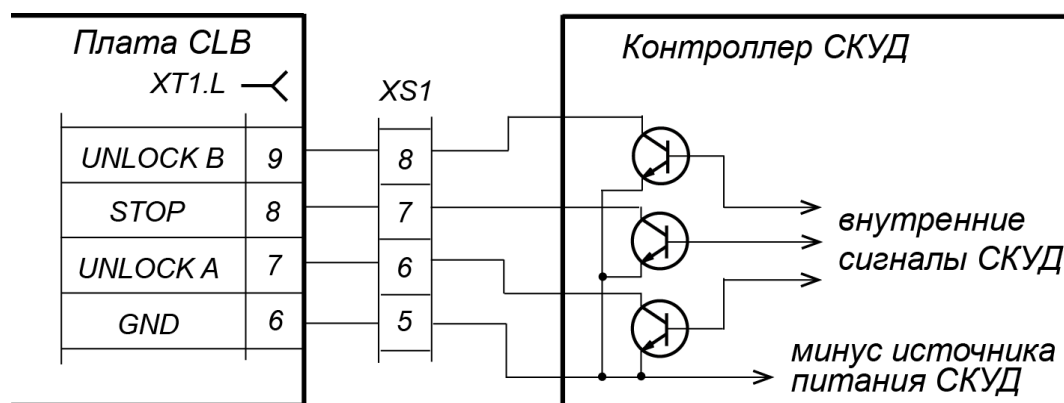 Плата CLB
Контроллер СКУД
XT1.L
XS1
UNLOCK B 9 8
STOP 8 7
UNLOCK A 7 6
GND 6 5
внутренние
сигналы СКУД
минус источника
питания СКУД